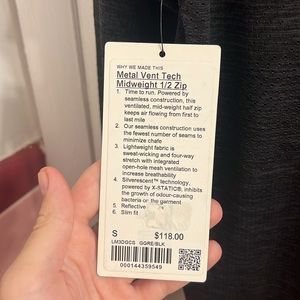 WHY WE MADE THIS
Metal Vent Tech
Midweight 1/2 Zip
1. Time to run. Powered by
seamless construction, this
ventilated, mid-weight half zip
keeps air flowing from first to
last mile
2. Our seamless construction uses
the fewest number of seams to
minimize chafe
3. Lightweight fabric is
sweat-wicking and four-way
stretch with integrated
open-hole mesh ventilation to
increase breathability
4. Silverescent™ technology,
powered by X-STATIC®, inhibits
the growth of odour-causing
bacteria on the garment
5. Reflective
6. Slim fit
S $118.00
LM3DGCS GGRE/BLK
000144359549